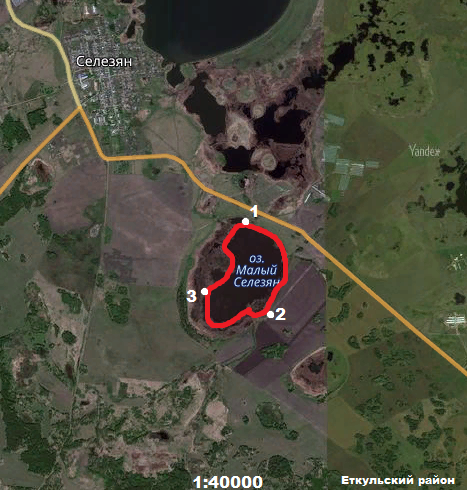 Селезян
Yandex
1
оз.
Малый
Селезян
3
2
1:40000
Еткульский район